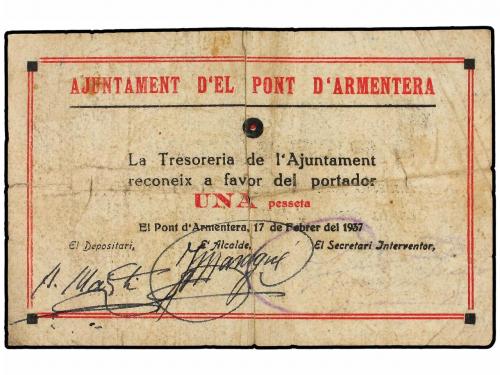 AJUNTAMENT D'EL PONT D'ARMENTERA
La Tresoreria de l'Ajuntament
reconeix a favor del portador
UNA pesseta
El Pont d'Armentera, 17 de Febrer del 1937
El Depositari, L'Alcalde, El Secretari Interventor,